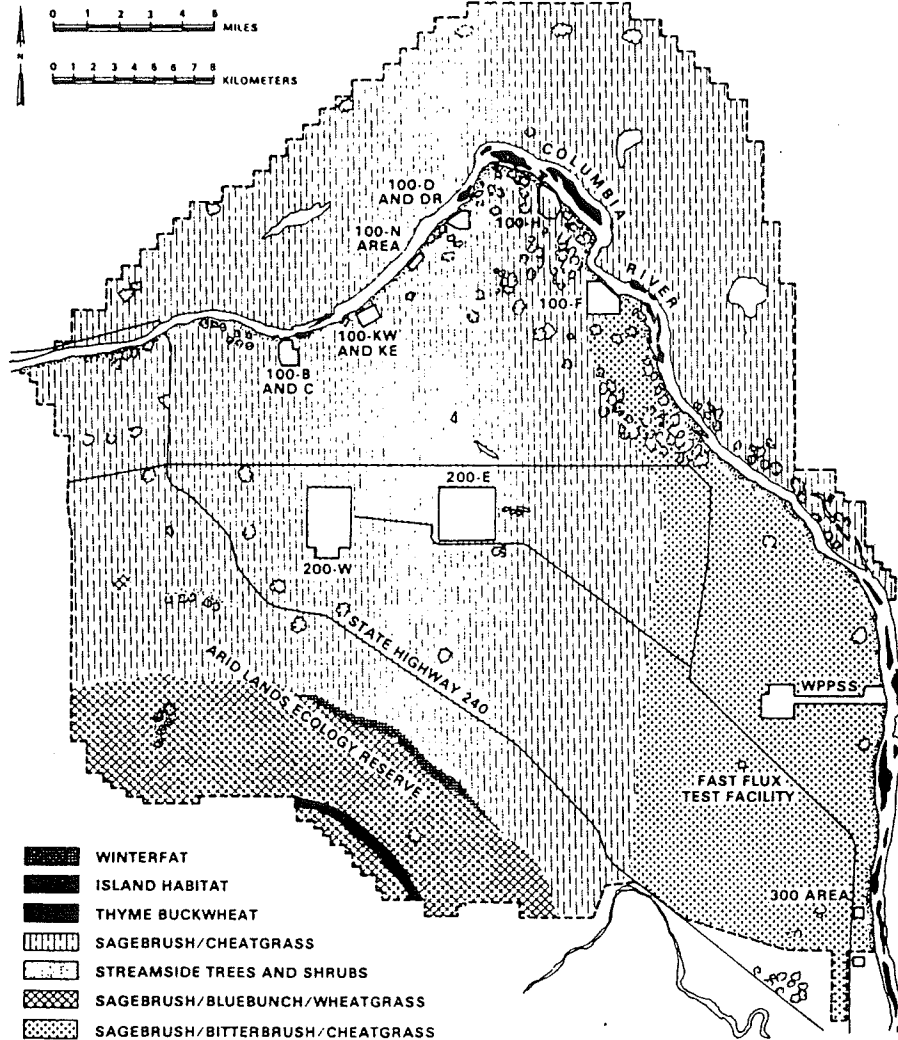 0 1 2 3 4 5 6 MILES
N
0 1 2 3 4 5 6 7 8 KILOMETERS
COLUMBIA
RIVER
100-D
AND DR
100-N
AREA
100-H
100-F
100-KW
AND KE
100-B
AND C
200-E
200-W
STATE HIGHWAY 240
ARID LANDS ECOLOGY RESERVE
WPPSS
FAST FLUX
TEST FACILITY
300 AREA
WINTERFAT
ISLAND HABITAT
THYME BUCKWHEAT
SAGEBRUSH/CHEATGRASS
STREAMSIDE TREES AND SHRUBS
SAGEBRUSH/BLUEBUNCH/WHEATGRASS
SAGEBRUSH/BITTERBRUSH/CHEATGRASS